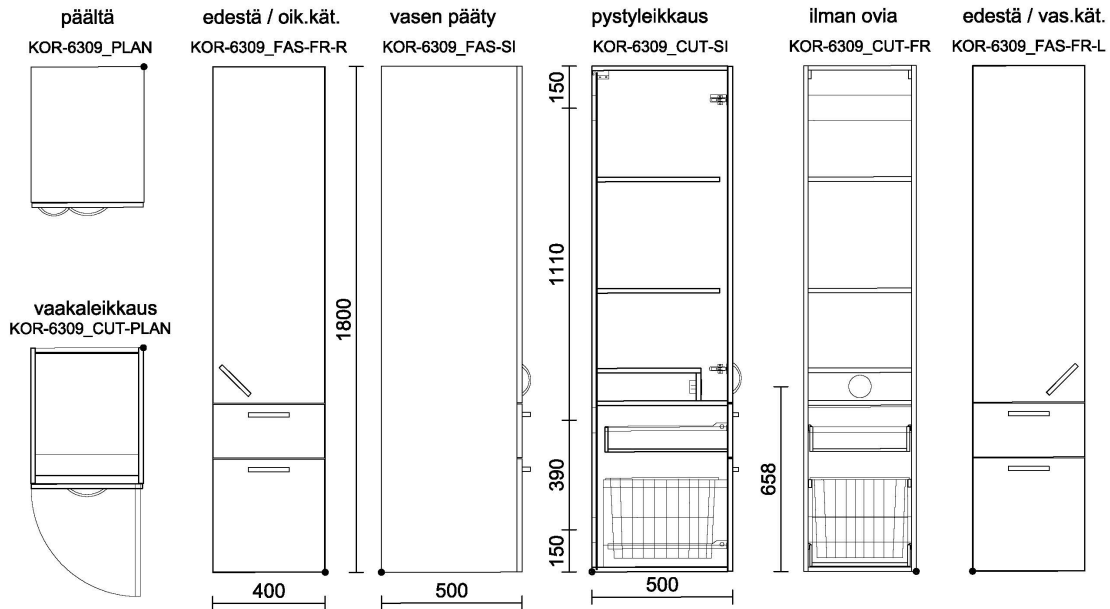 päältä
KOR-6309_PLAN
edestä / oik.kät.
KOR-6309_FAS-FR-R
vasen pääty
KOR-6309_FAS-SI
pystyleikkaus
KOR-6309_CUT-SI
ilman ovia
KOR-6309_CUT-FR
edestä / vas.kät.
KOR-6309_FAS-FR-L
vaakaleikkaus
KOR-6309_CUT-PLAN
1800
150
1110
390
150
658
400
500
500